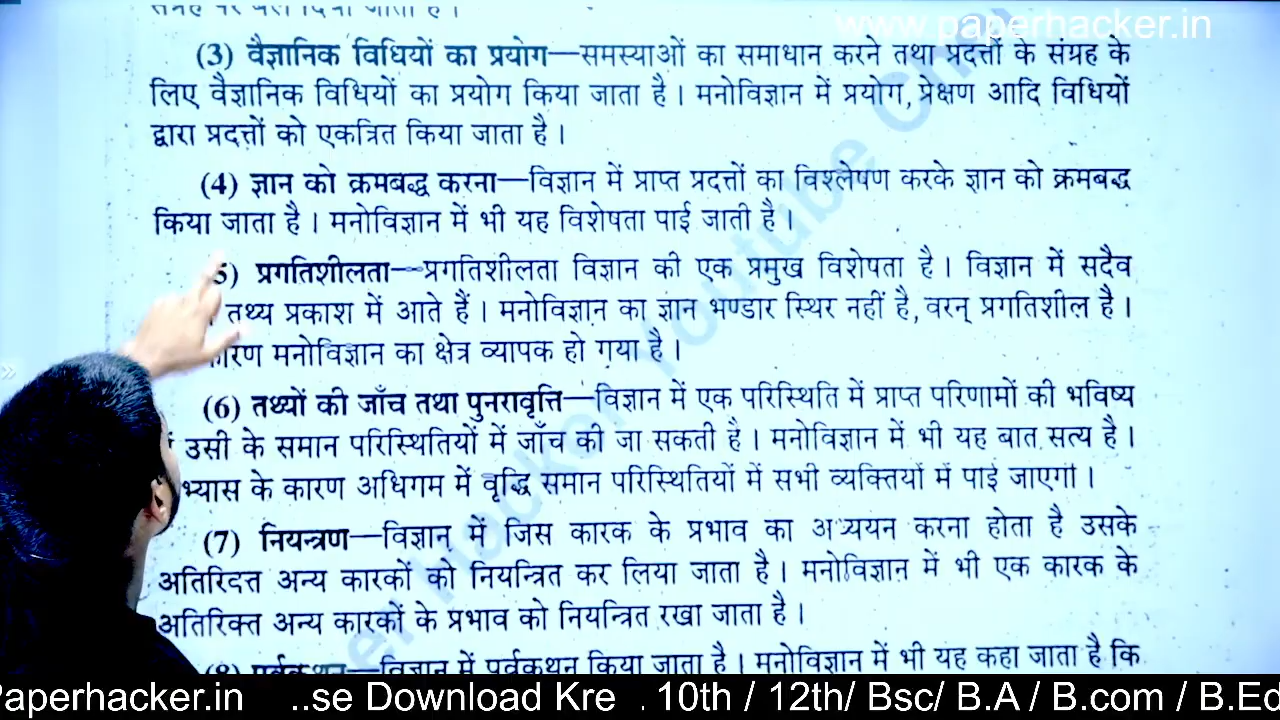 www.paperhacker.in
(3) वैज्ञानिक विधियों का प्रयोग—समस्याओं का समाधान करने तथा प्रदत्तों के संग्रह के
लिए वैज्ञानिक विधियों का प्रयोग किया जाता है। मनोविज्ञान में प्रयोग, प्रेक्षण आदि विधियों
द्वारा प्रदत्तों को एकत्रित किया जाता है।
(4) ज्ञान को क्रमबद्ध करना—विज्ञान में प्राप्त प्रदत्तों का विश्लेषण करके ज्ञान को क्रमबद्ध
किया जाता है। मनोविज्ञान में भी यह विशेषता पाई जाती है।
5) प्रगतिशीलता—प्रगतिशीलता विज्ञान की एक प्रमुख विशेषता है। विज्ञान में सदैव
तथ्य प्रकाश में आते हैं। मनोविज्ञान का ज्ञान भण्डार स्थिर नहीं है, वरन् प्रगतिशील है।
मनोविज्ञान का क्षेत्र व्यापक हो गया है।
(6) तथ्यों की जाँच तथा पुनरावृत्ति—विज्ञान में एक परिस्थिति में प्राप्त परिणामों की भविष्य
उसी के समान परिस्थितियों में जाँच की जा सकती है। मनोविज्ञान में भी यह बात सत्य है।
भ्यास के कारण अधिगम में वृद्धि समान परिस्थितियों में सभी व्यक्तियों में पाई जाएगी।
(7) नियन्त्रण—विज्ञान में जिस कारक के प्रभाव का अध्ययन करना होता है उसके
अतिरिक्त अन्य कारकों को नियन्त्रित कर लिया जाता है। मनोविज्ञान में भी एक कारक के
अतिरिक्त अन्य कारकों के प्रभाव को नियन्त्रित रखा जाता है।
(8) पूर्वकथन—विज्ञान में पूर्वकथन किया जाता है। मनोविज्ञान में भी यह कहा जाता है कि
Paperhacker.in ..se Download Kre . 10th / 12th/ Bsc/ B.A / B.com / B.Ed